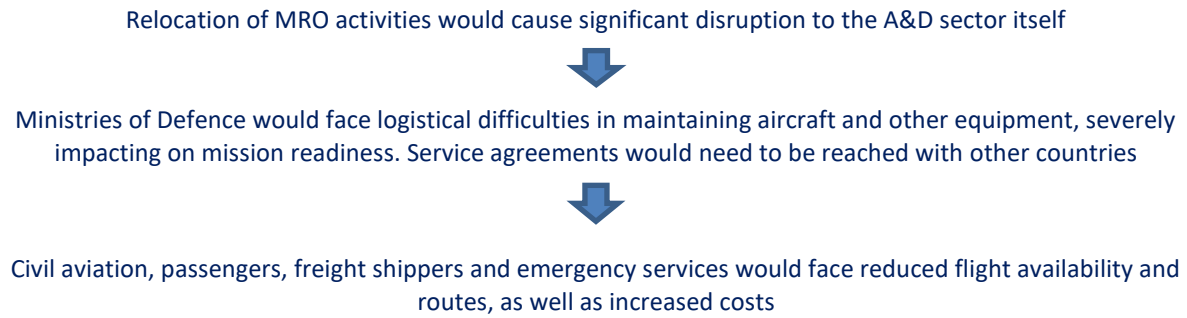 Relocation of MRO activities would cause significant disruption to the A&D sector itself
Ministries of Defence would face logistical difficulties in maintaining aircraft and other equipment, severely
impacting on mission readiness. Service agreements would need to be reached with other countries
Civil aviation, passengers, freight shippers and emergency services would face reduced flight availability and
routes, as well as increased costs